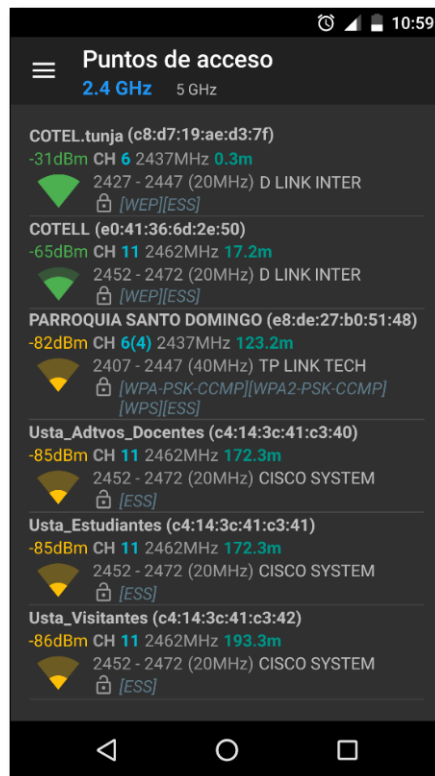 10:59
Puntos de acceso
2.4 GHz 5 GHz
COTEL.tunja (c8:d7:19:ae:d3:7f)
-31dBm CH 6 2437MHz 0.3m
2427 - 2447 (20MHz) D LINK INTER
[WEP][ESS]
COTELL (e0:41:36:6d:2e:50)
-65dBm CH 11 2462MHz 17.2m
2452 - 2472 (20MHz) D LINK INTER
[WEP][ESS]
PARROQUIA SANTO DOMINGO (e8:de:27:b0:51:48)
-82dBm CH 6(4) 2437MHz 123.2m
2407 - 2447 (40MHz) TP LINK TECH
[WPA-PSK-CCMP][WPA2-PSK-CCMP]
[WPS][ESS]
Usta_Adtvos_Docentes (c4:14:3c:41:c3:40)
-85dBm CH 11 2462MHz 172.3m
2452 - 2472 (20MHz) CISCO SYSTEM
[ESS]
Usta_Estudiantes (c4:14:3c:41:c3:41)
-85dBm CH 11 2462MHz 172.3m
2452 - 2472 (20MHz) CISCO SYSTEM
[ESS]
Usta_Visitantes (c4:14:3c:41:c3:42)
-86dBm CH 11 2462MHz 193.3m
2452 - 2472 (20MHz) CISCO SYSTEM
[ESS]